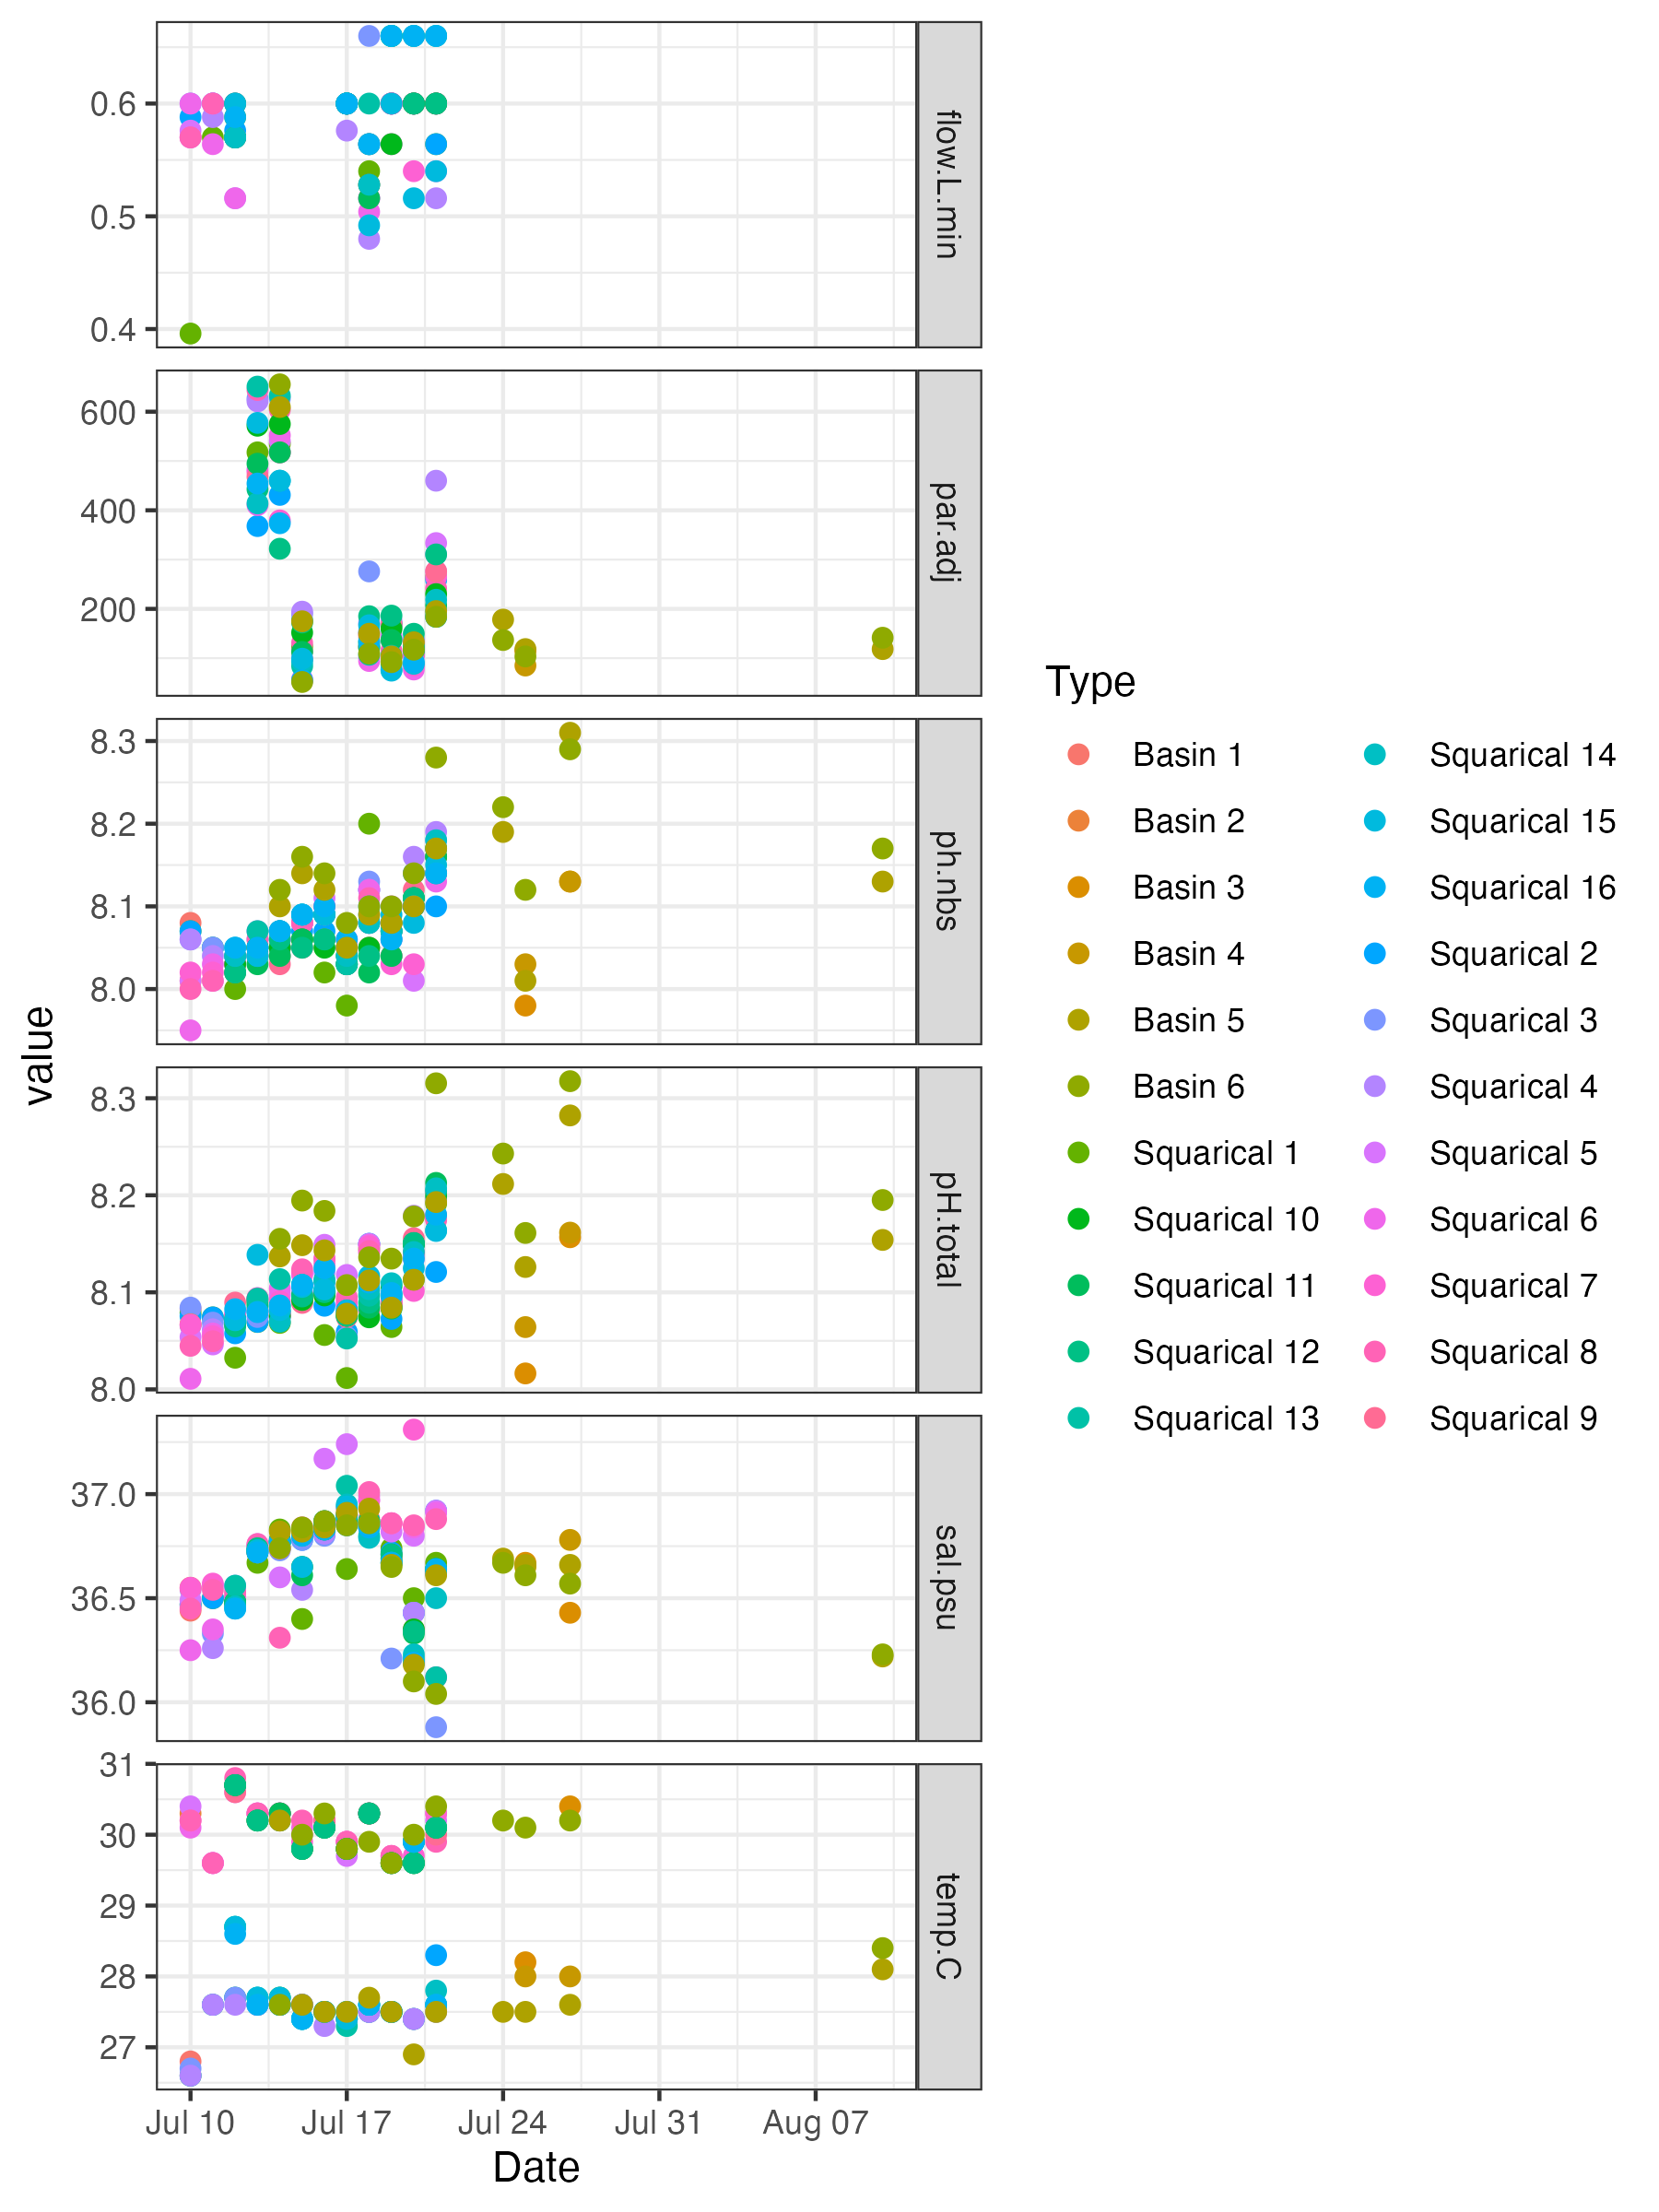 0.6
0.5
0.4
flow.L.min
600
400
200
par.adj
8.3
8.2
8.1
8.0
ph.nbs
8.3
8.2
8.1
8.0
pH.total
37.0
36.5
36.0
sal.psu
31
30
29
28
27
temp.C
Jul 10 Jul 17 Jul 24 Jul 31 Aug 07
Date
value
Type
Basin 1
Basin 2
Basin 3
Basin 4
Basin 5
Basin 6
Squarical 1
Squarical 10
Squarical 11
Squarical 12
Squarical 13
Squarical 14
Squarical 15
Squarical 16
Squarical 2
Squarical 3
Squarical 4
Squarical 5
Squarical 6
Squarical 7
Squarical 8
Squarical 9